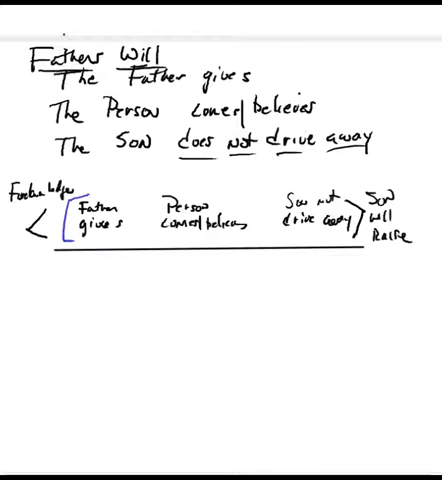 Fathers Will
The Father gives
The Person comes/believes
The Son does not drive away
Father gives
Person comes/believes
Son not drive away
Son will Raise